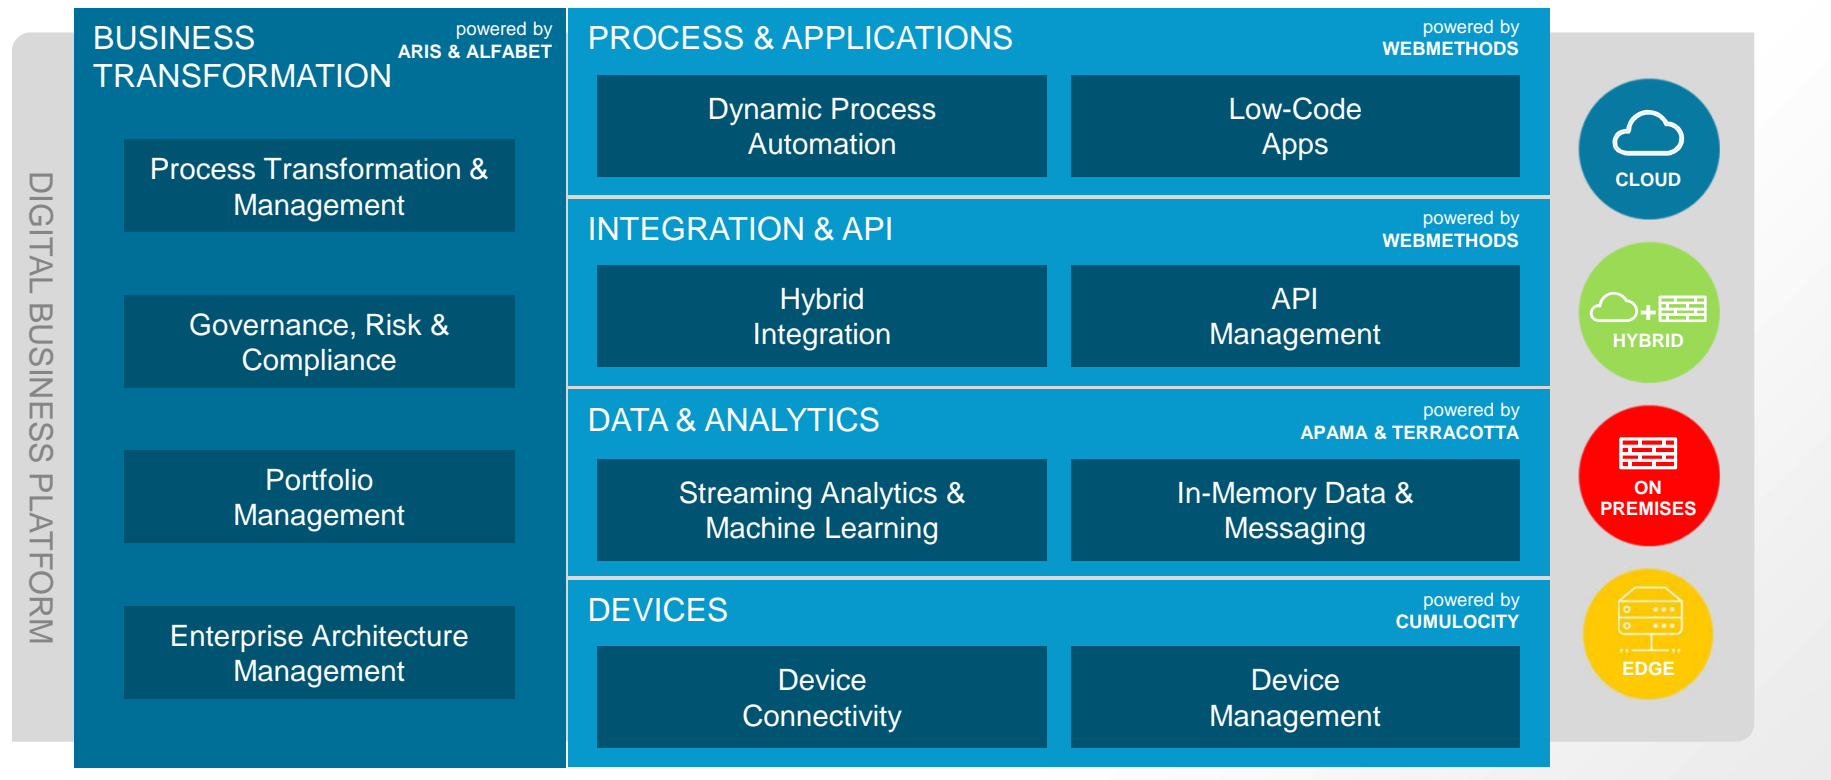 DIGITAL BUSINESS PLATFORM
BUSINESS
TRANSFORMATION
powered by
ARIS & ALFABET
Process Transformation &
Management
Governance, Risk &
Compliance
Portfolio
Management
Enterprise Architecture
Management
PROCESS & APPLICATIONS
powered by
WEBMETHODS
Dynamic Process
Automation
Low-Code
Apps
INTEGRATION & API
powered by
WEBMETHODS
Hybrid
Integration
API
Management
DATA & ANALYTICS
powered by
APAMA & TERRACOTTA
Streaming Analytics &
Machine Learning
In-Memory Data &
Messaging
DEVICES
powered by
CUMULOCITY
Device
Connectivity
Device
Management
CLOUD
HYBRID
ON
PREMISES
EDGE